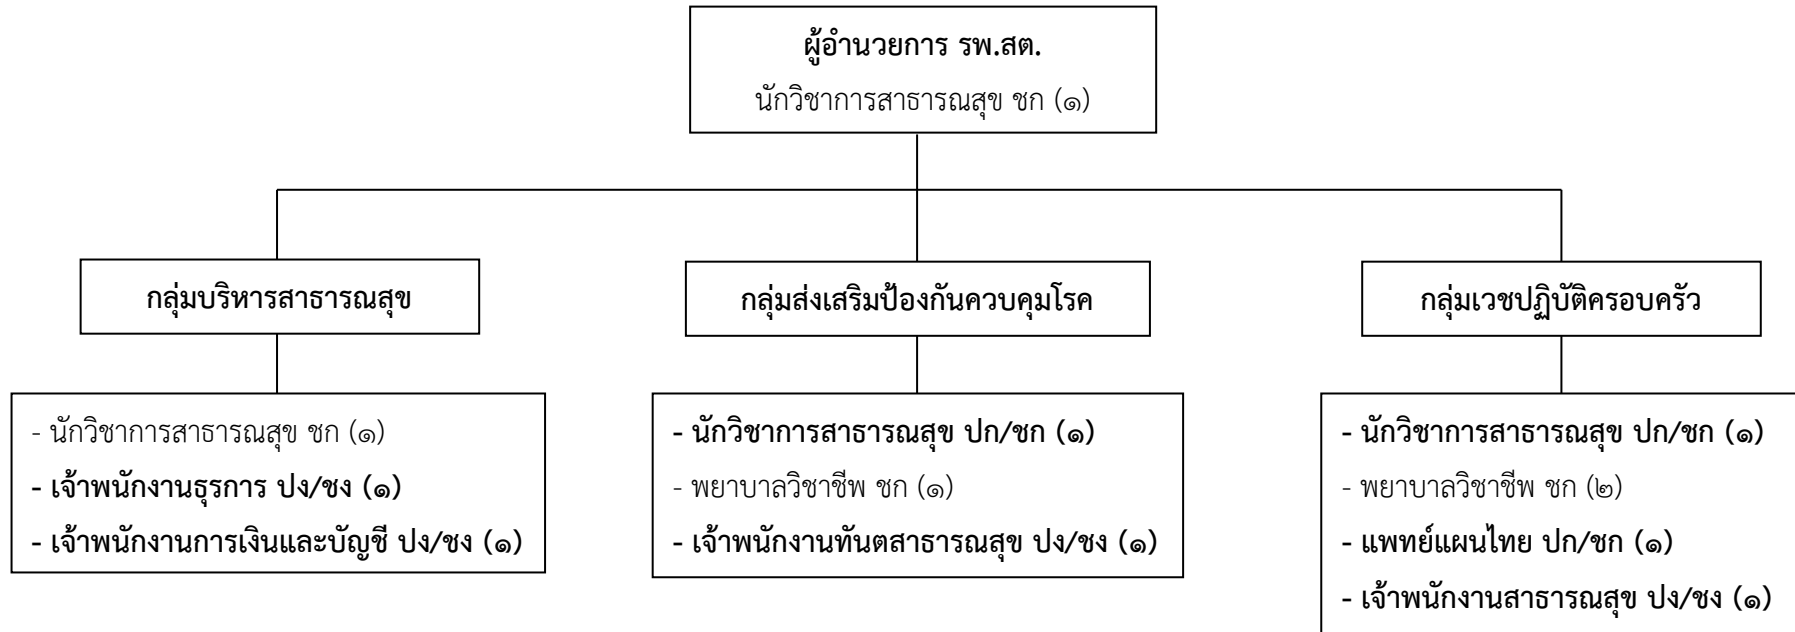 ผู้อำนวยการ รพ.สต.
นักวิชาการสาธารณสุข ชก (๑)
กลุ่มบริหารสาธารณสุข
- นักวิชาการสาธารณสุข ชก (๑)
- เจ้าพนักงานธุรการ ปง/ชง (๑)
- เจ้าพนักงานการเงินและบัญชี ปง/ชง (๑)
กลุ่มส่งเสริมป้องกันควบคุมโรค
- นักวิชาการสาธารณสุข ปก/ชก (๑)
- พยาบาลวิชาชีพ ชก (๑)
- เจ้าพนักงานทันตสาธารณสุข ปง/ชง (๑)
กลุ่มเวชปฏิบัติครอบครัว
- นักวิชาการสาธารณสุข ปก/ชก (๑)
- พยาบาลวิชาชีพ ชก (๒)
- แพทย์แผนไทย ปก/ชก (๑)
- เจ้าพนักงานสาธารณสุข ปง/ชง (๑)